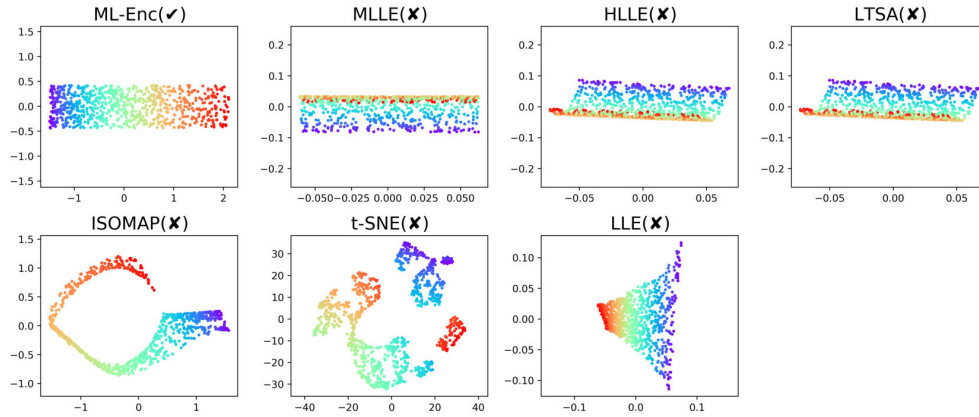 ML-Enc(✔)
MLLE(✘)
HLLE(✘)
LTSA(✘)
1.5
1.0
0.5
0.0
−0.5
−1.0
−1.5
−1 0 1 2
0.2
0.1
0.0
−0.1
−0.2
−0.050 −0.025 0.000 0.025 0.050
0.2
0.1
0.0
−0.1
−0.2
−0.05 0.00 0.05
0.2
0.1
0.0
−0.1
−0.2
−0.05 0.00 0.05
ISOMAP(✘)
t-SNE(✘)
LLE(✘)
1.5
1.0
0.5
0.0
−0.5
−1.0
−1 0 1
30
20
10
0
−10
−20
−30
−40 −20 0 20 40
0.10
0.05
0.00
−0.05
−0.10
−0.1 0.0 0.1